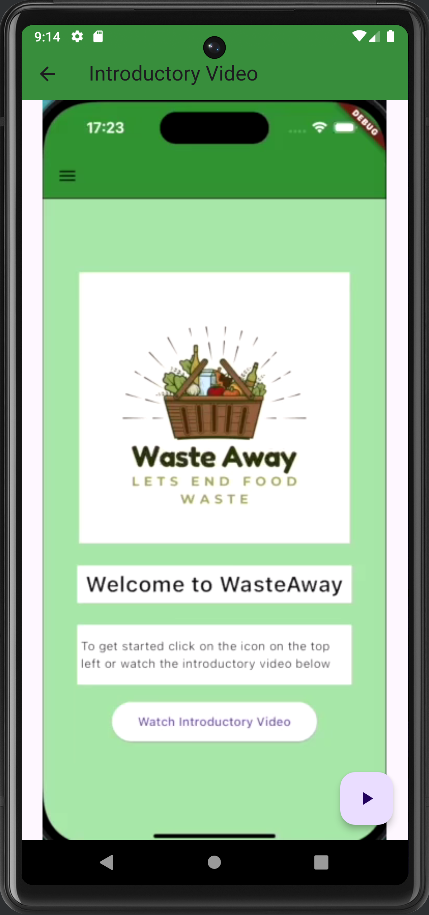 9:14
Introductory Video
17:23
DEBUG
Waste Away
LETS END FOOD
WASTE
Welcome to WasteAway
To get started click on the icon on the top
left or watch the introductory video below
Watch Introductory Video